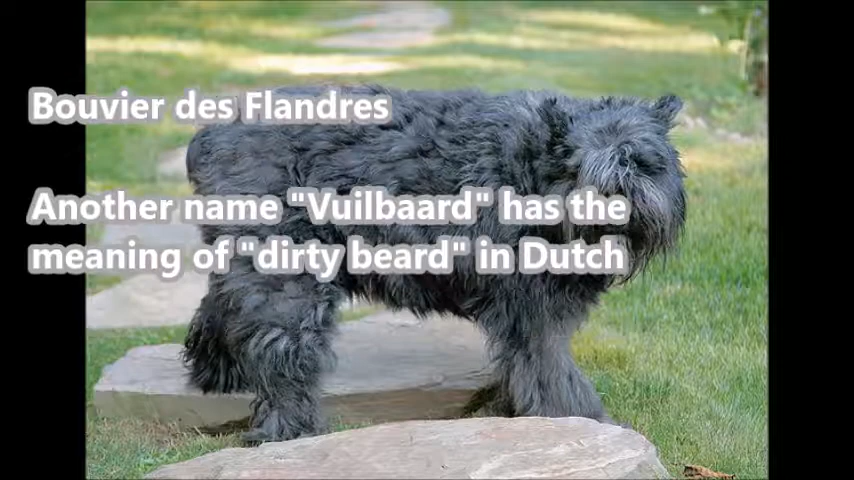 Bouvier des Flandres
Another name "Vuilbaard" has the
meaning of "dirty beard" in Dutch